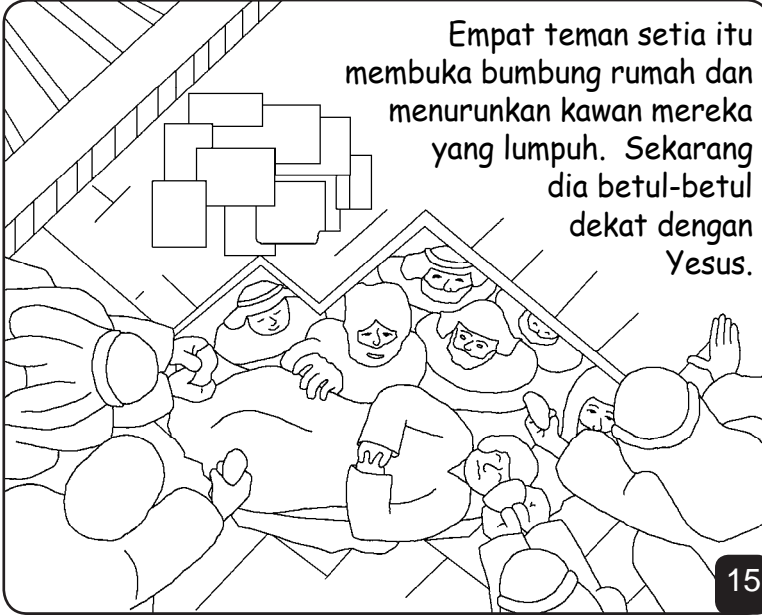 Empat teman setia itu
membuka bumbung rumah dan
menurunkan kawan mereka
yang lumpuh.  Sekarang
dia betul-betul
dekat dengan
Yesus.
15